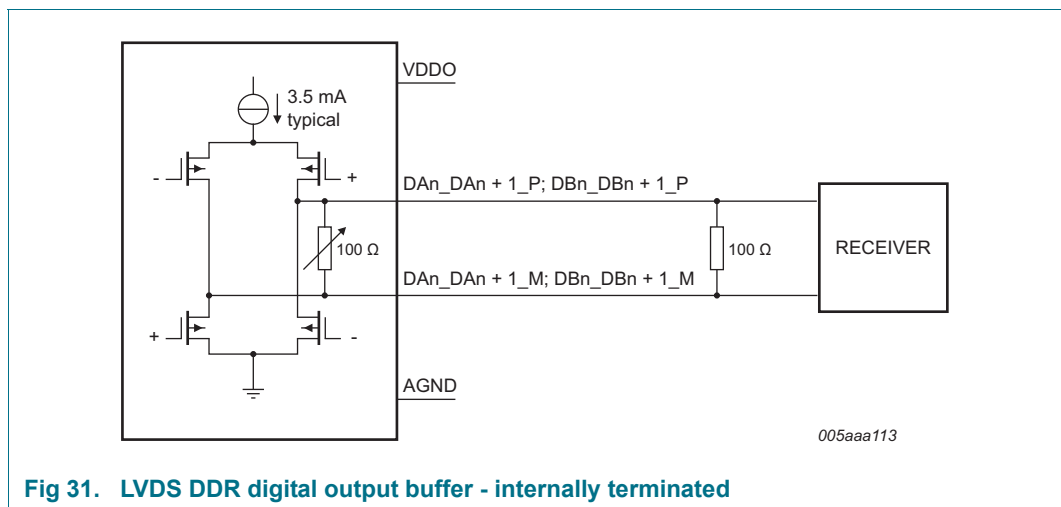 VDDO
3.5 mA
typical
-
+
DAn_DAn + 1_P; DBn_DBn + 1_P
100 Ω
100 Ω
RECEIVER
DAn_DAn + 1_M; DBn_DBn + 1_M
+
-
AGND
005aaa113
Fig 31. LVDS DDR digital output buffer - internally terminated